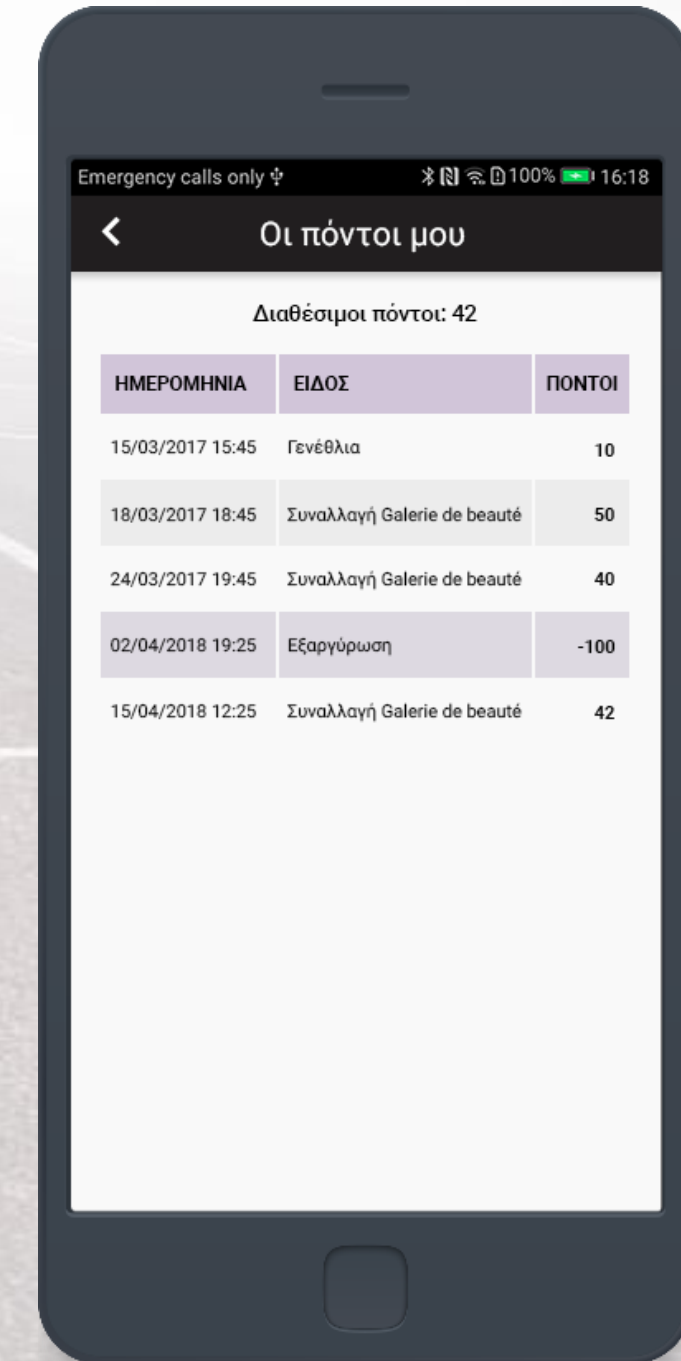 Emergency calls only 100% 16:18
Οι πόντοι μου
Διαθέσιμοι πόντοι: 42
ΗΜΕΡΟΜΗΝΙΑ ΕΙΔΟΣ ΠΟΝΤΟΙ
15/03/2017 15:45 Γενέθλια 10
18/03/2017 18:45 Συναλλαγή Galerie de beauté 50
24/03/2017 19:45 Συναλλαγή Galerie de beauté 40
02/04/2018 19:25 Εξαργύρωση -100
15/04/2018 12:25 Συναλλαγή Galerie de beauté 42